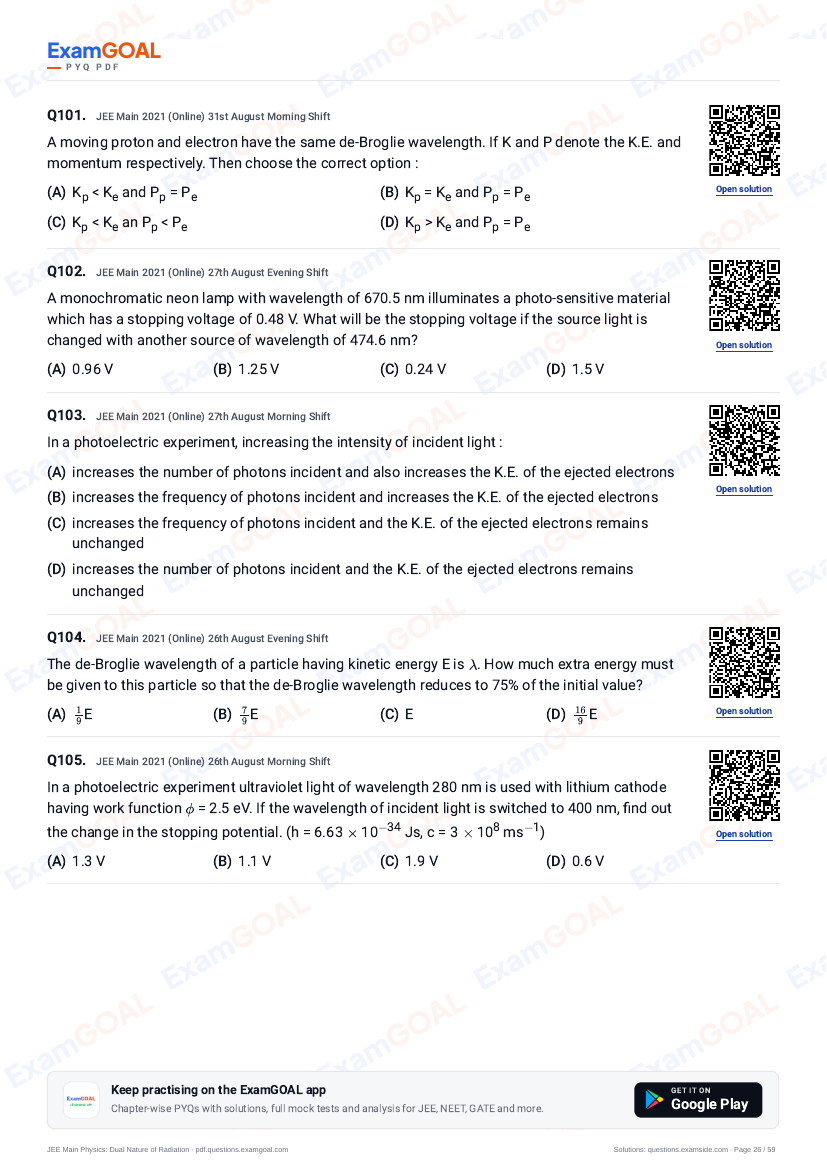 ExamGOAL
PYQ PDF
Q101. JEE Main 2021 (Online) 31st August Morning Shift
A moving proton and electron have the same de-Broglie wavelength. If K and P denote the K.E. and
momentum respectively. Then choose the correct option :
(A) Kp < Ke and Pp = Pe
(B) Kp = Ke and Pp = Pe
(C) Kp < Ke an Pp < Pe
(D) Kp > Ke and Pp = Pe
Open solution
Q102. JEE Main 2021 (Online) 27th August Evening Shift
A monochromatic neon lamp with wavelength of 670.5 nm illuminates a photo-sensitive material
which has a stopping voltage of 0.48 V. What will be the stopping voltage if the source light is
changed with another source of wavelength of 474.6 nm?
(A) 0.96 V (B) 1.25 V (C) 0.24 V (D) 1.5 V
Open solution
Q103. JEE Main 2021 (Online) 27th August Morning Shift
In a photoelectric experiment, increasing the intensity of incident light :
(A) increases the number of photons incident and also increases the K.E. of the ejected electrons
(B) increases the frequency of photons incident and increases the K.E. of the ejected electrons
(C) increases the frequency of photons incident and the K.E. of the ejected electrons remains
unchanged
(D) increases the number of photons incident and the K.E. of the ejected electrons remains
unchanged
Open solution
Q104. JEE Main 2021 (Online) 26th August Evening Shift
The de-Broglie wavelength of a particle having kinetic energy E is λ. How much extra energy must
be given to this particle so that the de-Broglie wavelength reduces to 75% of the initial value?
(A) 1/9 E (B) 7/9 E (C) E (D) 16/9 E
Open solution
Q105. JEE Main 2021 (Online) 26th August Morning Shift
In a photoelectric experiment ultraviolet light of wavelength 280 nm is used with lithium cathode
having work function ϕ = 2.5 eV. If the wavelength of incident light is switched to 400 nm, find out
the change in the stopping potential. (h = 6.63 × 10⁻³⁴ Js, c = 3 × 10⁸ ms⁻¹)
(A) 1.3 V (B) 1.1 V (C) 1.9 V (D) 0.6 V
Open solution
Keep practising on the ExamGOAL app
Chapter-wise PYQs with solutions, full mock tests and analysis for JEE, NEET, GATE and more.
GET IT ON
Google Play
JEE Main Physics: Dual Nature of Radiation · pdf.questions.examgoal.com
Solutions: questions.examside.com · Page 26 / 59